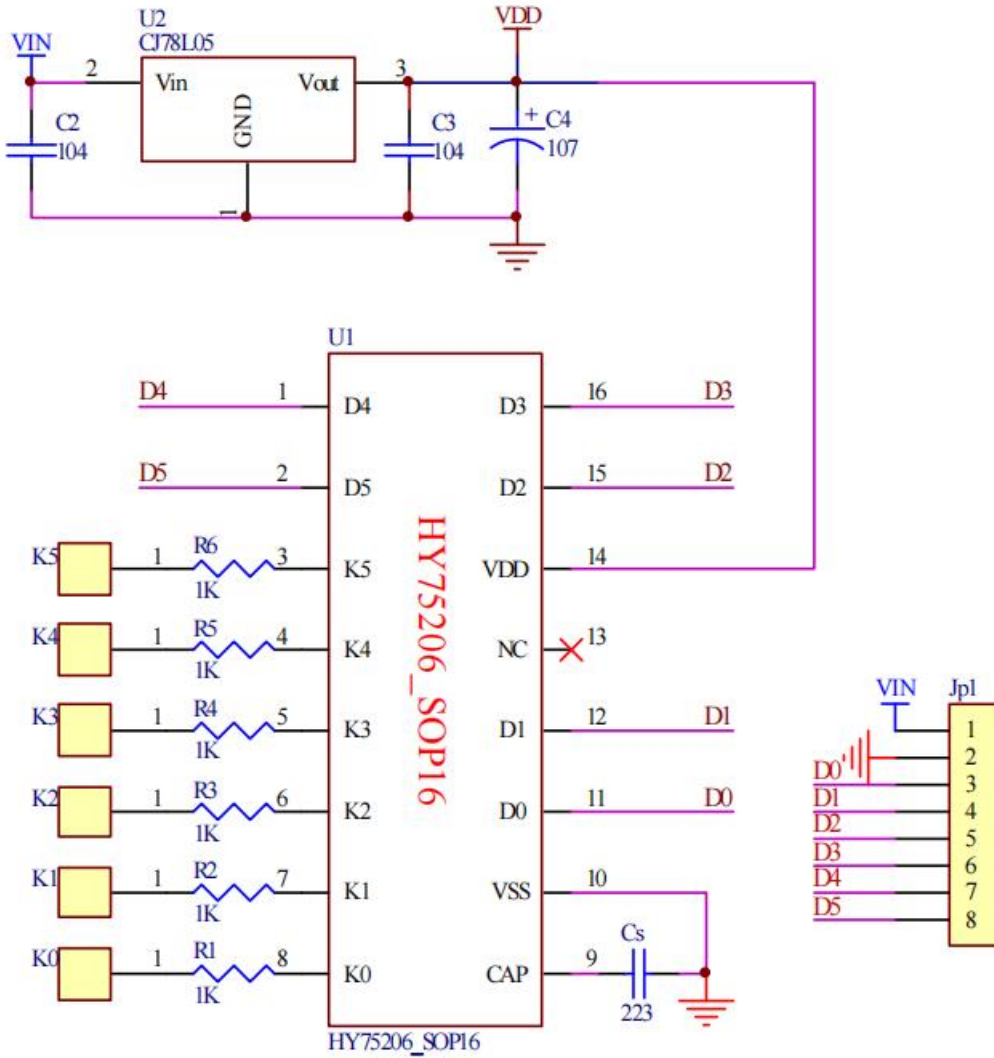 U2
CJ78L05
VIN
VDD
2
Vin
Vout
3
GND
1
C2
104
C3
104
+
C4
107
U1
D4
1
D4
D3
16
D3
D5
2
D5
D2
15
D2
K5
1
R6
1K
3
K5
VDD
14
K4
1
R5
1K
4
K4
NC
13
K3
1
R4
1K
5
K3
D1
12
D1
K2
1
R3
1K
6
K2
D0
11
D0
K1
1
R2
1K
7
K1
VSS
10
K0
1
R1
1K
8
K0
CAP
9
Cs
223
HY75206_SOP16
HY75206_SOP16
VIN
Jp1
1
2
D0
3
D1
4
D2
5
D3
6
D4
7
D5
8